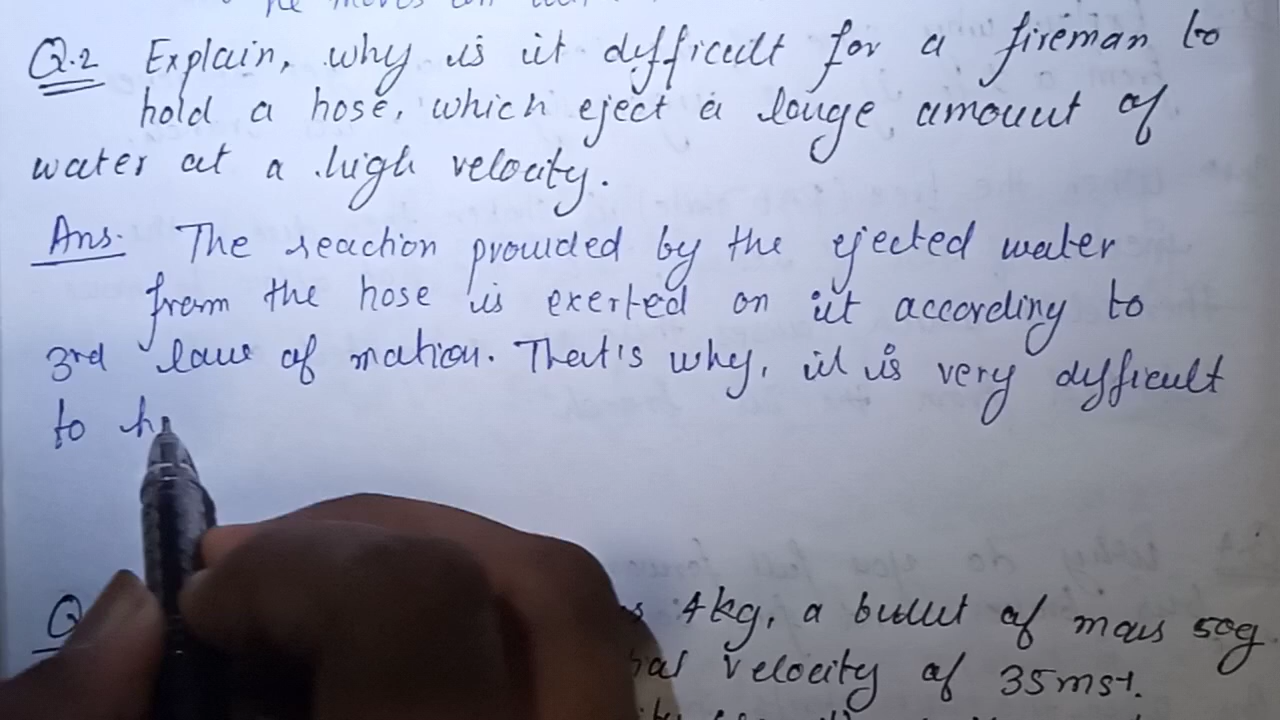 he moves
Q.2 Explain, why is it difficult for a fireman to
hold a hose, which eject a large amount of
water at a high velocity.
Ans. The reaction provided by the ejected water
from the hose is exerted on it according to
3rd law of motion. That's why, it is very difficult
to h
Q 4kg, a bullet of mass 50g
velocity of 35ms-1.